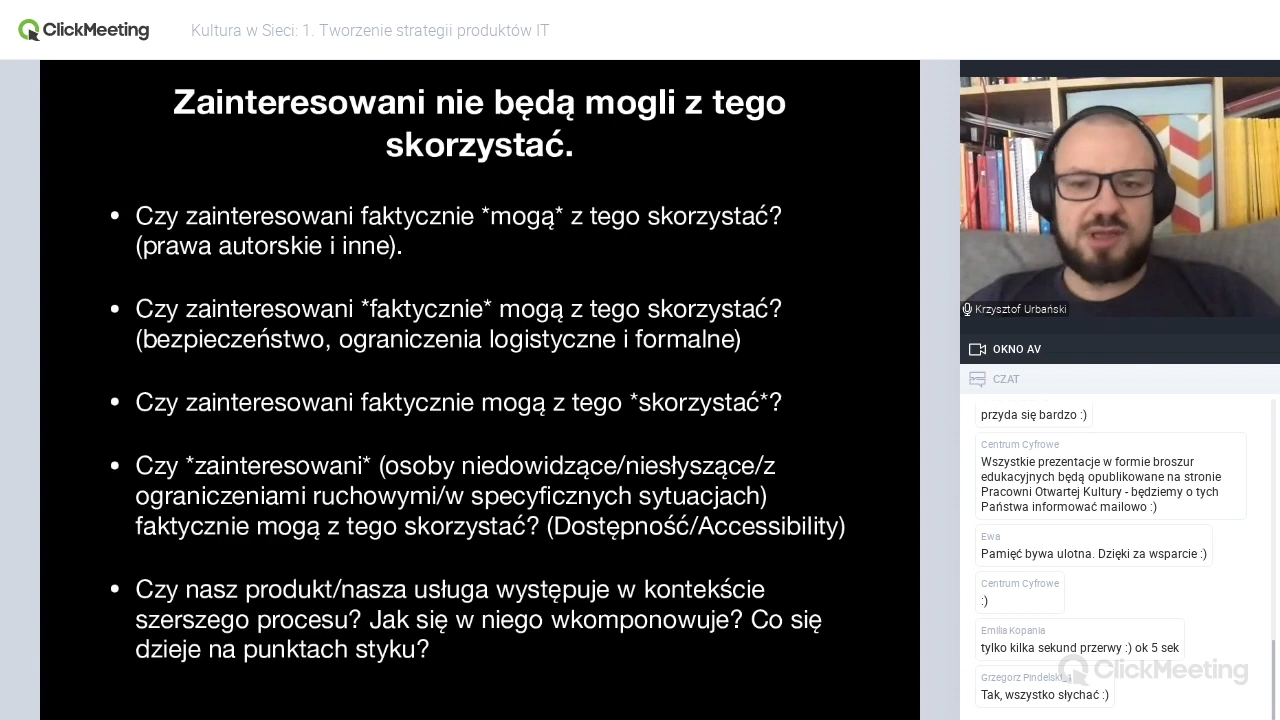 ClickMeeting
Kultura w Sieci: 1. Tworzenie strategii produktów IT
Zainteresowani nie będą mogli z tego
skorzystać.
• Czy zainteresowani faktycznie *mogą* z tego skorzystać?
(prawa autorskie i inne).
• Czy zainteresowani *faktycznie* mogą z tego skorzystać?
(bezpieczeństwo, ograniczenia logistyczne i formalne)
• Czy zainteresowani faktycznie mogą z tego *skorzystać*?
• Czy *zainteresowani* (osoby niedowidzące/niesłyszące/z
ograniczeniami ruchowymi/w specyficznych sytuacjach)
faktycznie mogą z tego skorzystać? (Dostępność/Accessibility)
• Czy nasz produkt/nasza usługa występuje w kontekście
szerszego procesu? Jak się w niego wkomponowuje? Co się
dzieje na punktach styku?
Krzysztof Urbański
OKNO AV
CZAT
przyda się bardzo :)
Centrum Cyfrowe
Wszystkie prezentacje w formie broszur
edukacyjnych będą opublikowane na stronie
Pracowni Otwartej Kultury - będziemy o tych
Państwa informować mailowo :)
Ewa
Pamięć bywa ulotna. Dzięki za wsparcie :)
Centrum Cyfrowe
:)
Emilia Kopania
tylko kilka sekund przerwy :) ok 5 sek
Grzegorz Pindelski
Tak, wszystko słychać :)
ClickMeeting